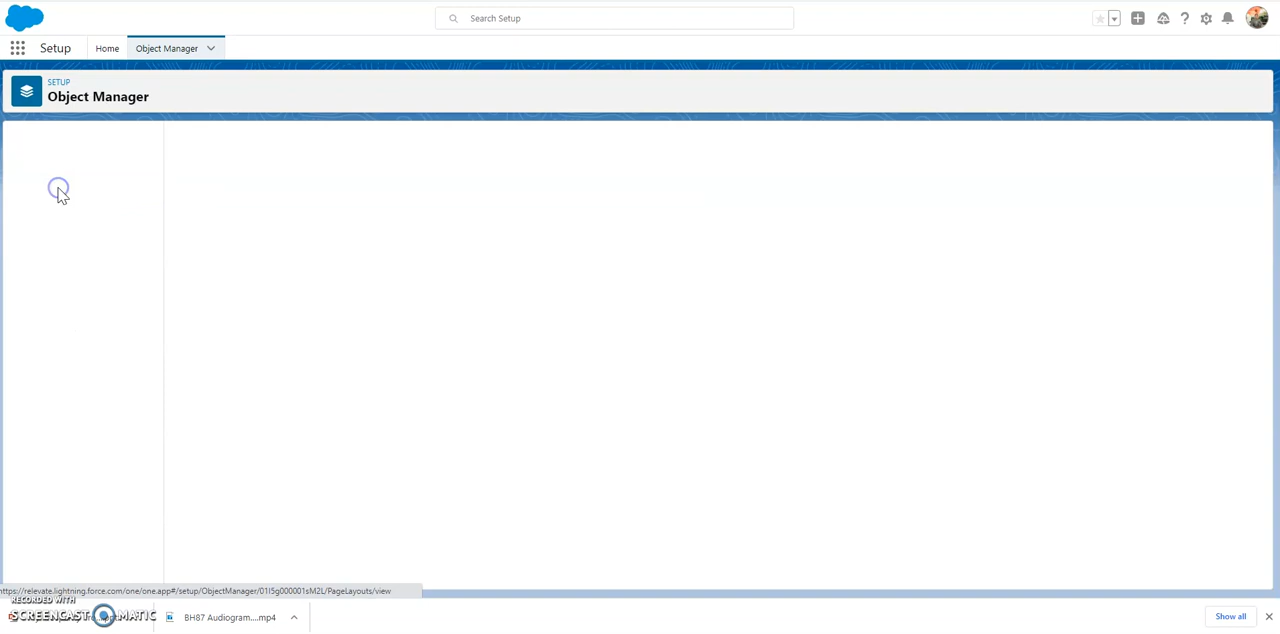 Search Setup
Setup
Home
Object Manager
SETUP
Object Manager
https://relevate.lightning.force.com/one/one.app#/setup/ObjectManager/01I5g000001sM2L/PageLayouts/view
RECORDED WITH
SCREENCAST MATIC
BH87 Audiogram....mp4
Show all